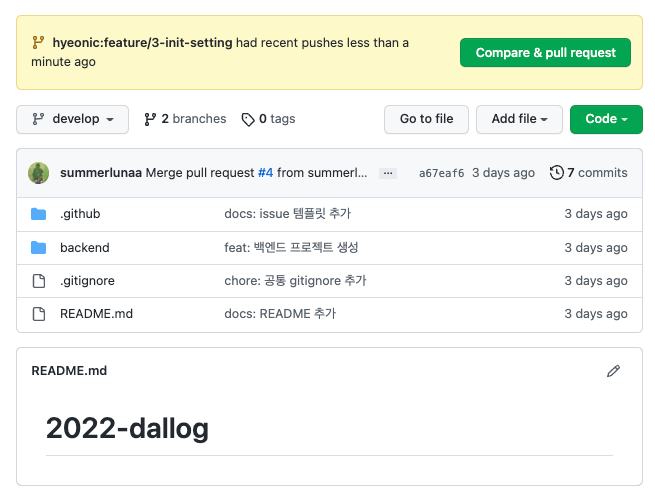 hyeonic:feature/3-init-setting had recent pushes less than a
minute ago
Compare & pull request
develop
2 branches
0 tags
Go to file
Add file
Code
summerlunaa Merge pull request #4 from summerl... ... a67eaf6 3 days ago 7 commits
.github docs: issue 템플릿 추가 3 days ago
backend feat: 백엔드 프로젝트 생성 3 days ago
.gitignore chore: 공통 gitignore 추가 3 days ago
README.md docs: README 추가 3 days ago
README.md
2022-dallog